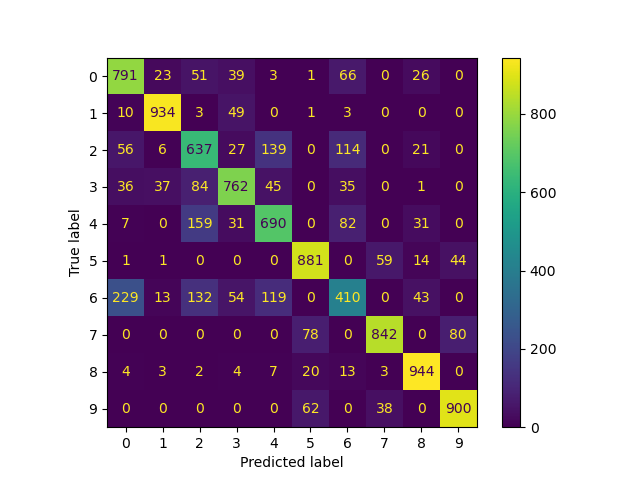 0 791 23 51 39 3 1 66 0 26 0
1 10 934 3 49 0 1 3 0 0 0
2 56 6 637 27 139 0 114 0 21 0
3 36 37 84 762 45 0 35 0 1 0
4 7 0 159 31 690 0 82 0 31 0
5 1 1 0 0 0 881 0 59 14 44
6 229 13 132 54 119 0 410 0 43 0
7 0 0 0 0 0 78 0 842 0 80
8 4 3 2 4 7 20 13 3 944 0
9 0 0 0 0 0 62 0 38 0 900
0 1 2 3 4 5 6 7 8 9
Predicted label
True label
800
600
400
200
0